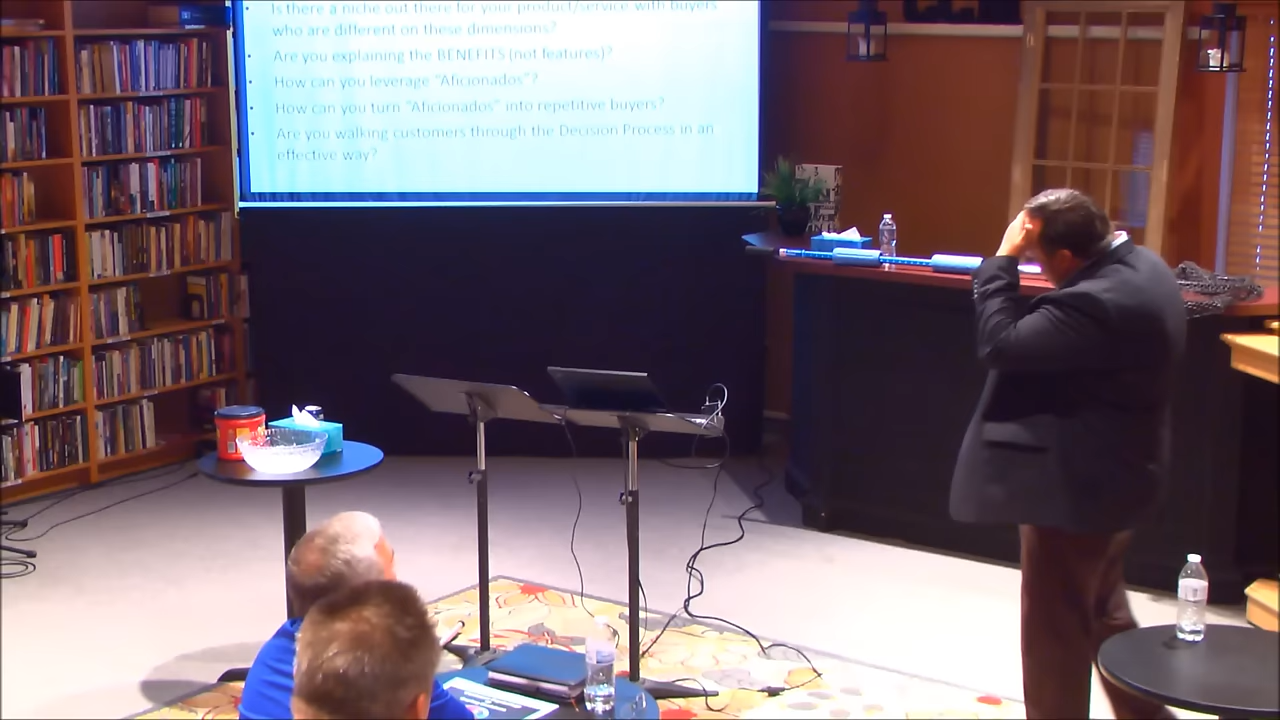 • Is there a niche out there for your product/service with buyers
who are different on these dimensions?
• Are you explaining the BENEFITS (not features)?
• How can you leverage “Aficionados”?
• How can you turn “Aficionados” into repetitive buyers?
• Are you walking customers through the Decision Process in an
effective way?